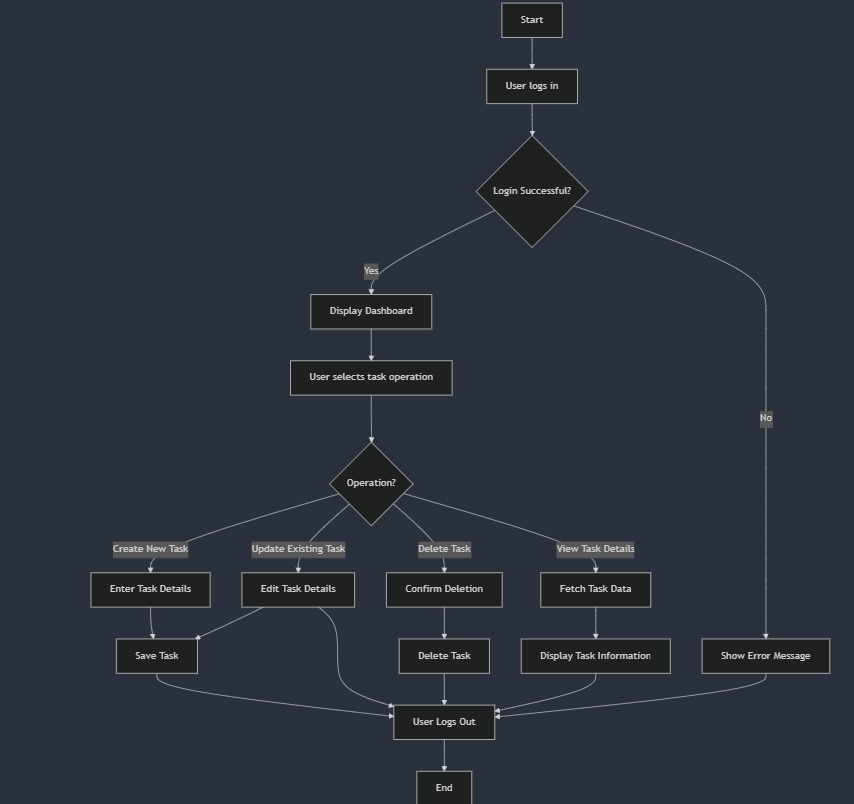 Start
User logs in
Login Successful?
Yes
Display Dashboard
User selects task operation
No
Operation?
Create New Task
Update Existing Task
Delete Task
View Task Details
Enter Task Details
Edit Task Details
Confirm Deletion
Fetch Task Data
Save Task
Delete Task
Display Task Information
Show Error Message
User Logs Out
End